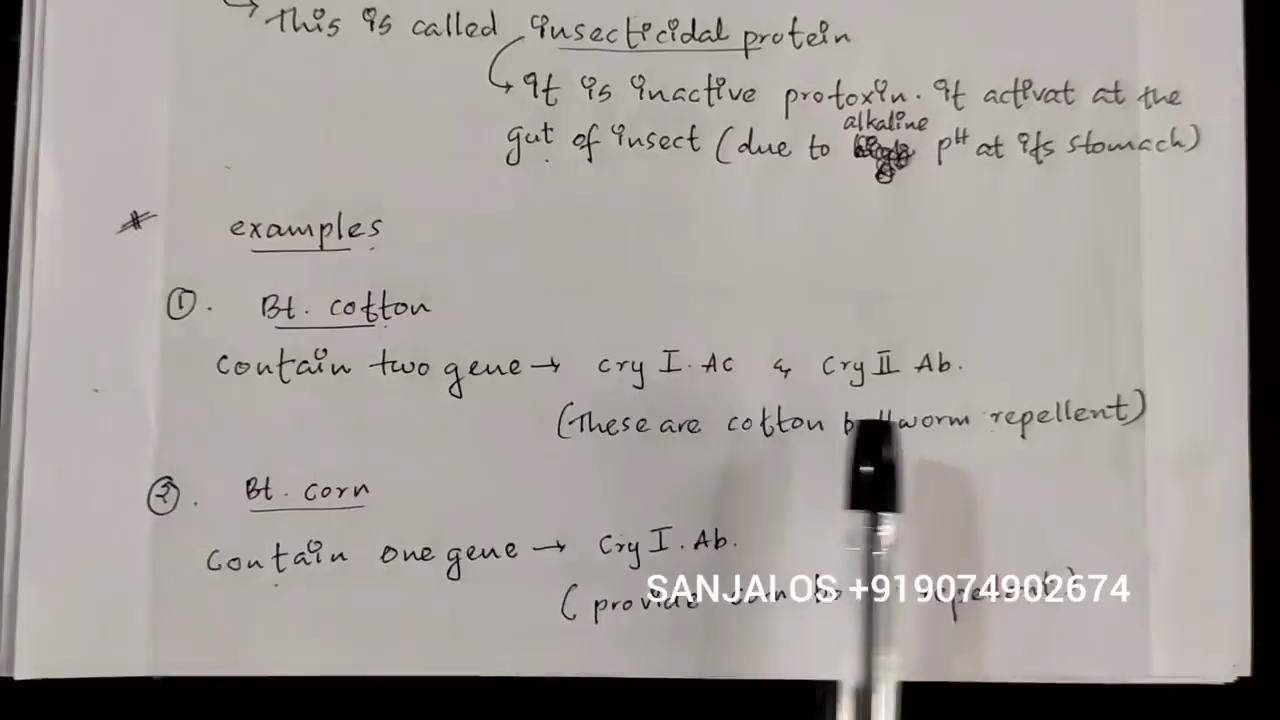 This is called insecticidal protein
It is inactive protoxin. It activat at the
alkaline
gut of insect (due to pH at its stomach)
examples
①. Bt. cotton
contain two gene → cry I. Ac & Cry II Ab.
(These are cotton worm repellent)
②. Bt. corn
Contain one gene → Cry I. Ab.
SANJAI.OS +919074902674
(provide